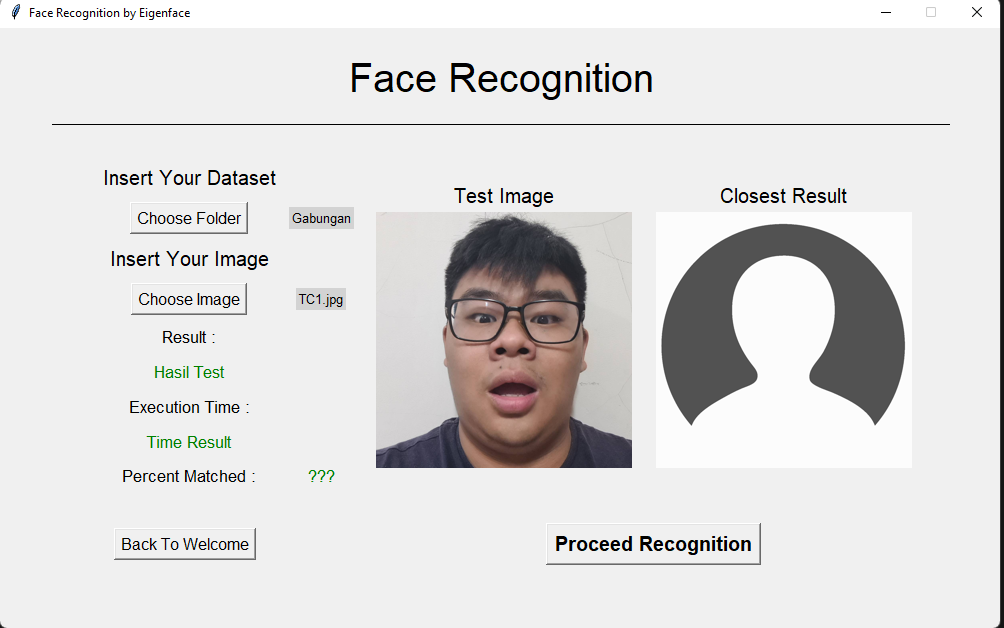 Face Recognition by Eigenface
Face Recognition
Insert Your Dataset
Choose Folder
Gabungan
Insert Your Image
Choose Image
TC1.jpg
Result :
Hasil Test
Execution Time :
Time Result
Percent Matched :
???
Back To Welcome
Test Image
Closest Result
Proceed Recognition